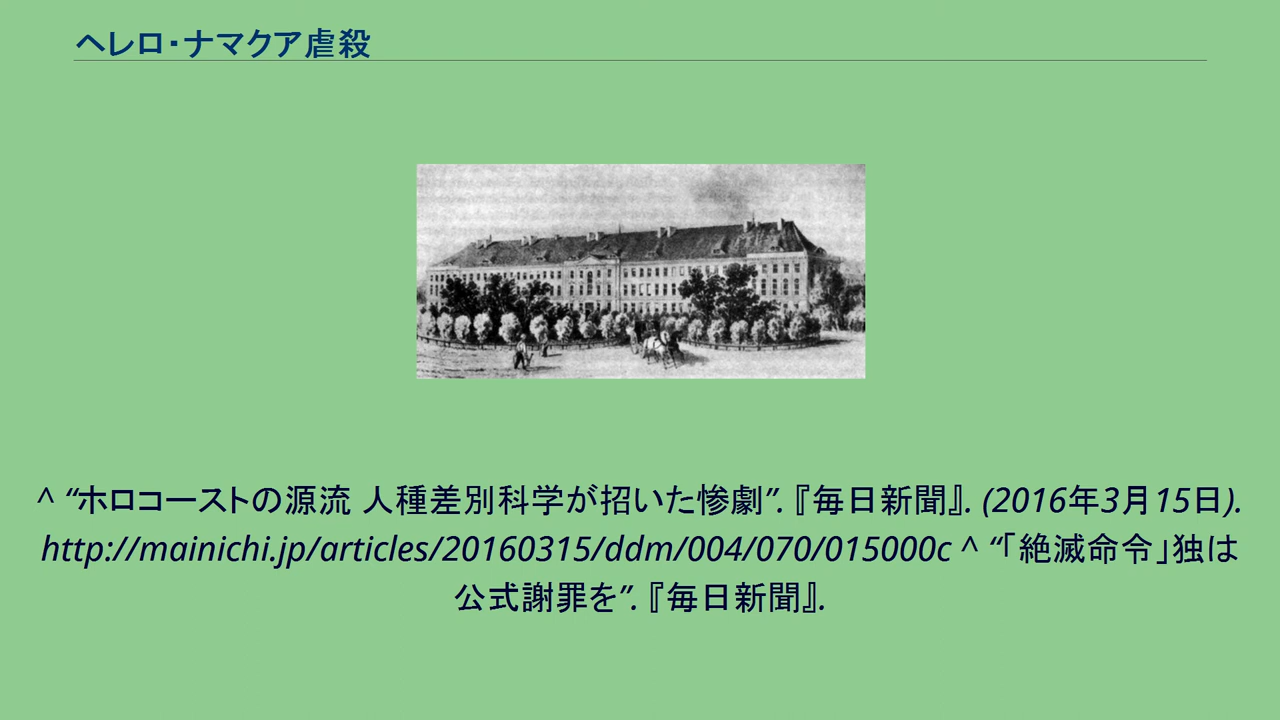 ヘレロ・ナマクア虐殺
^ “ホロコーストの源流 人種差別科学が招いた惨劇”. 『毎日新聞』. (2016年3月15日).
http://mainichi.jp/articles/20160315/ddm/004/070/015000c ^ “「絶滅命令」独は
公式謝罪を”. 『毎日新聞』.